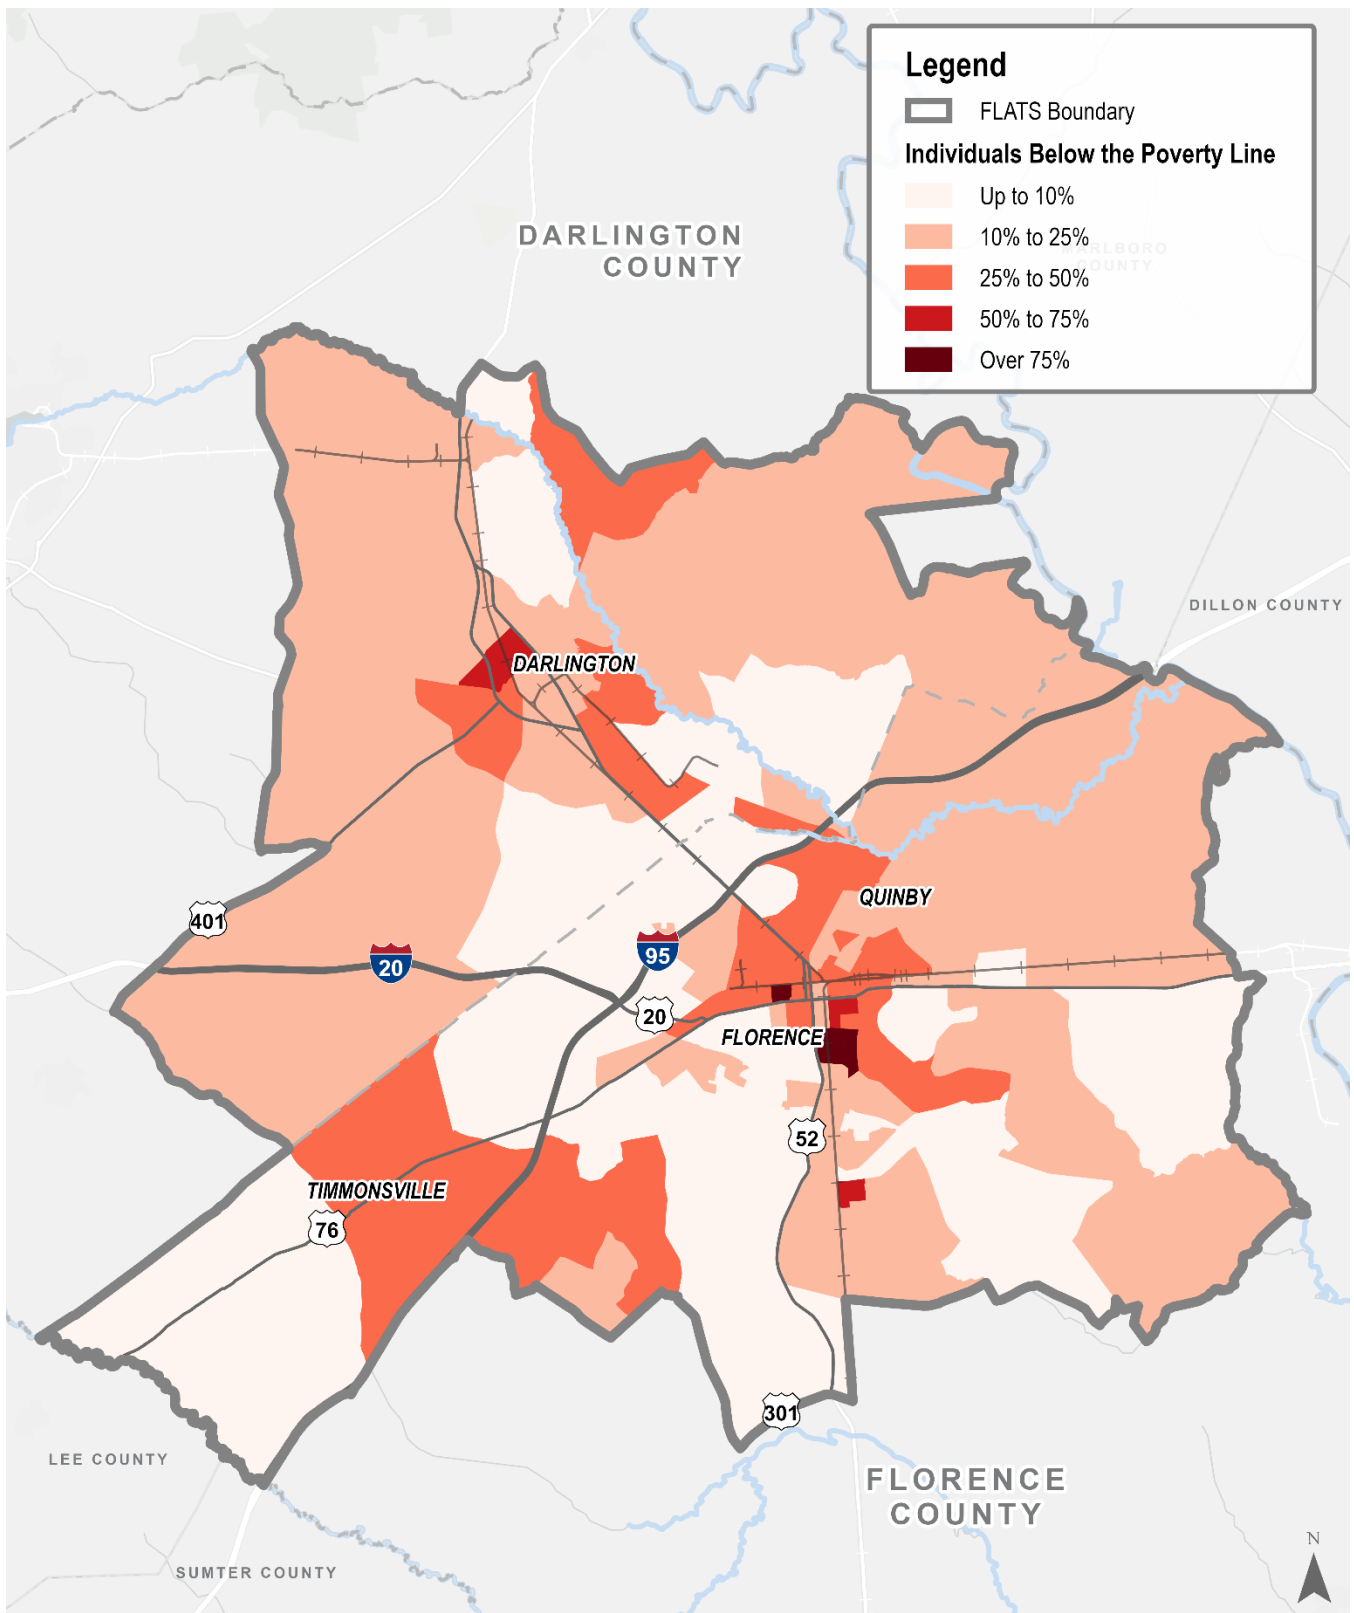 Legend
FLATS Boundary
Individuals Below the Poverty Line
Up to 10%
10% to 25%
25% to 50%
50% to 75%
Over 75%
MARLBORO
COUNTY
DARLINGTON
COUNTY
DILLON COUNTY
DARLINGTON
QUINBY
401
20
95
20
FLORENCE
52
TIMMONSVILLE
76
301
LEE COUNTY
FLORENCE
COUNTY
SUMTER COUNTY
N